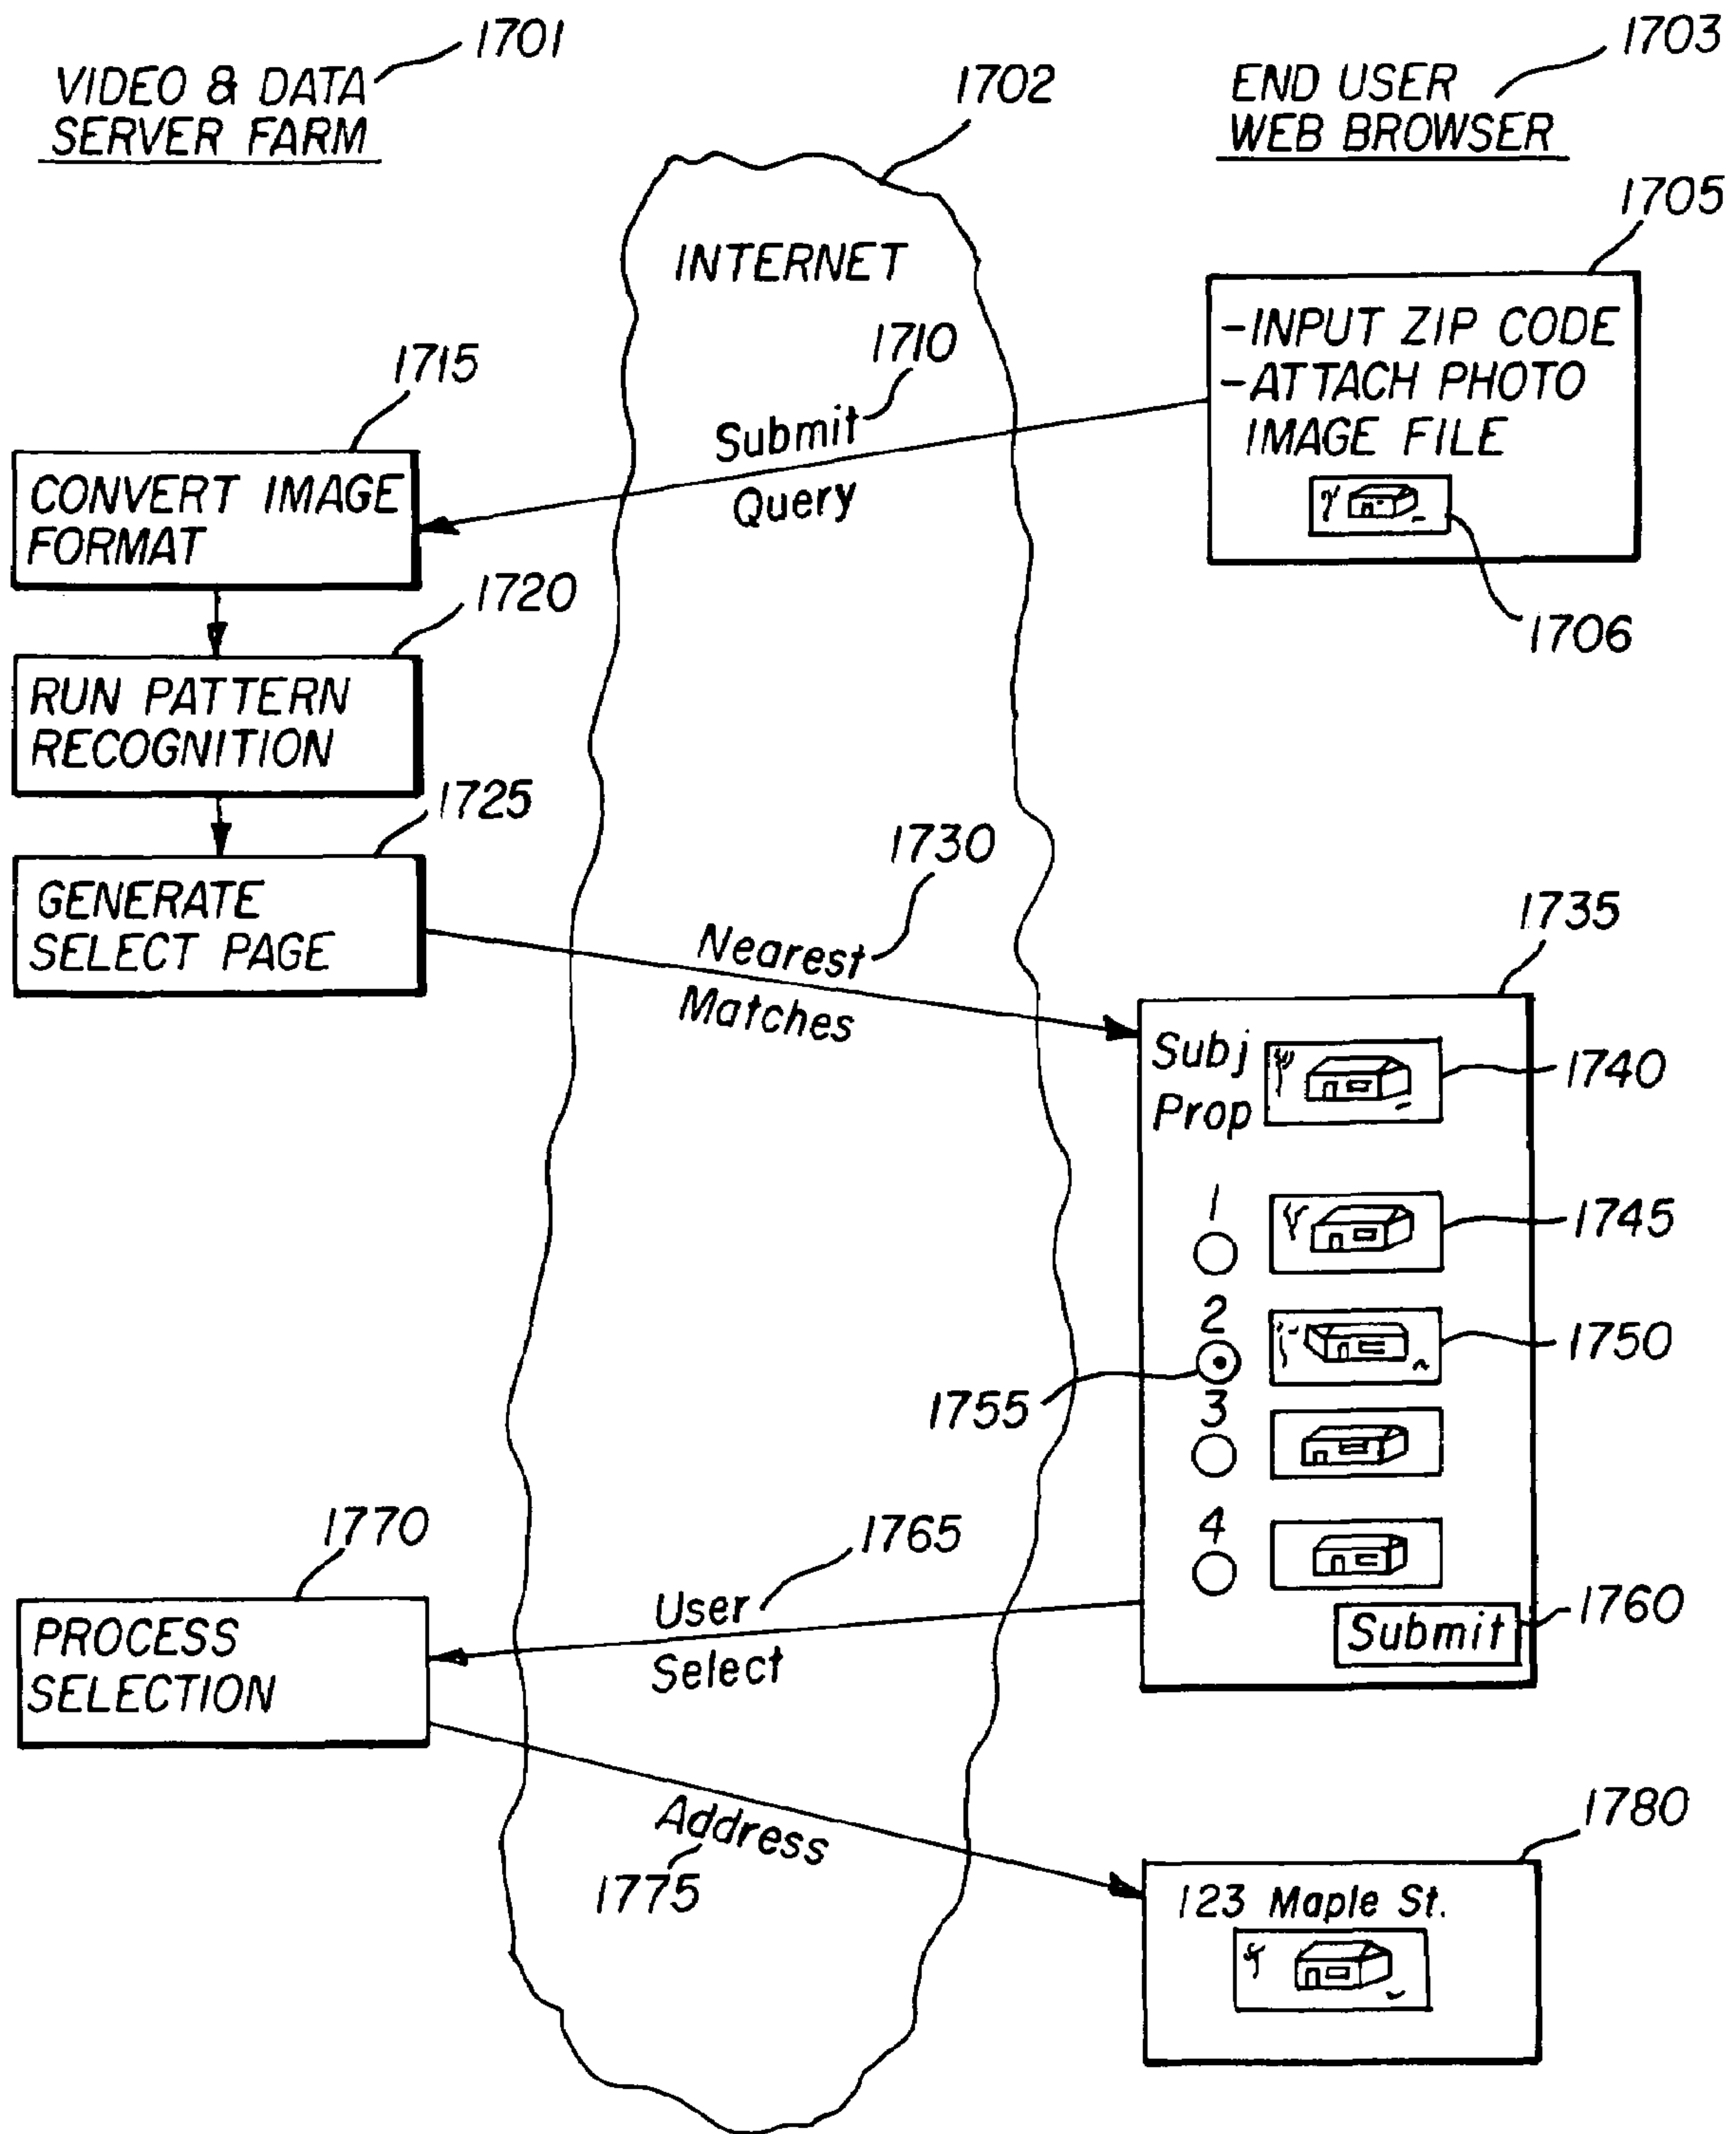 1701
VIDEO & DATA
SERVER FARM
1702
1703
END USER
WEB BROWSER
INTERNET
1705
-INPUT ZIP CODE
-ATTACH PHOTO
IMAGE FILE
1706
1710
Submit
Query
1715
CONVERT IMAGE
FORMAT
1720
RUN PATTERN
RECOGNITION
1725
GENERATE
SELECT PAGE
1730
Nearest
Matches
1735
Subj
Prop
1740
1
1745
2
1750
1755
3
4
Submit
1760
1765
User
Select
1770
PROCESS
SELECTION
Address
1775
1780
123 Maple St.